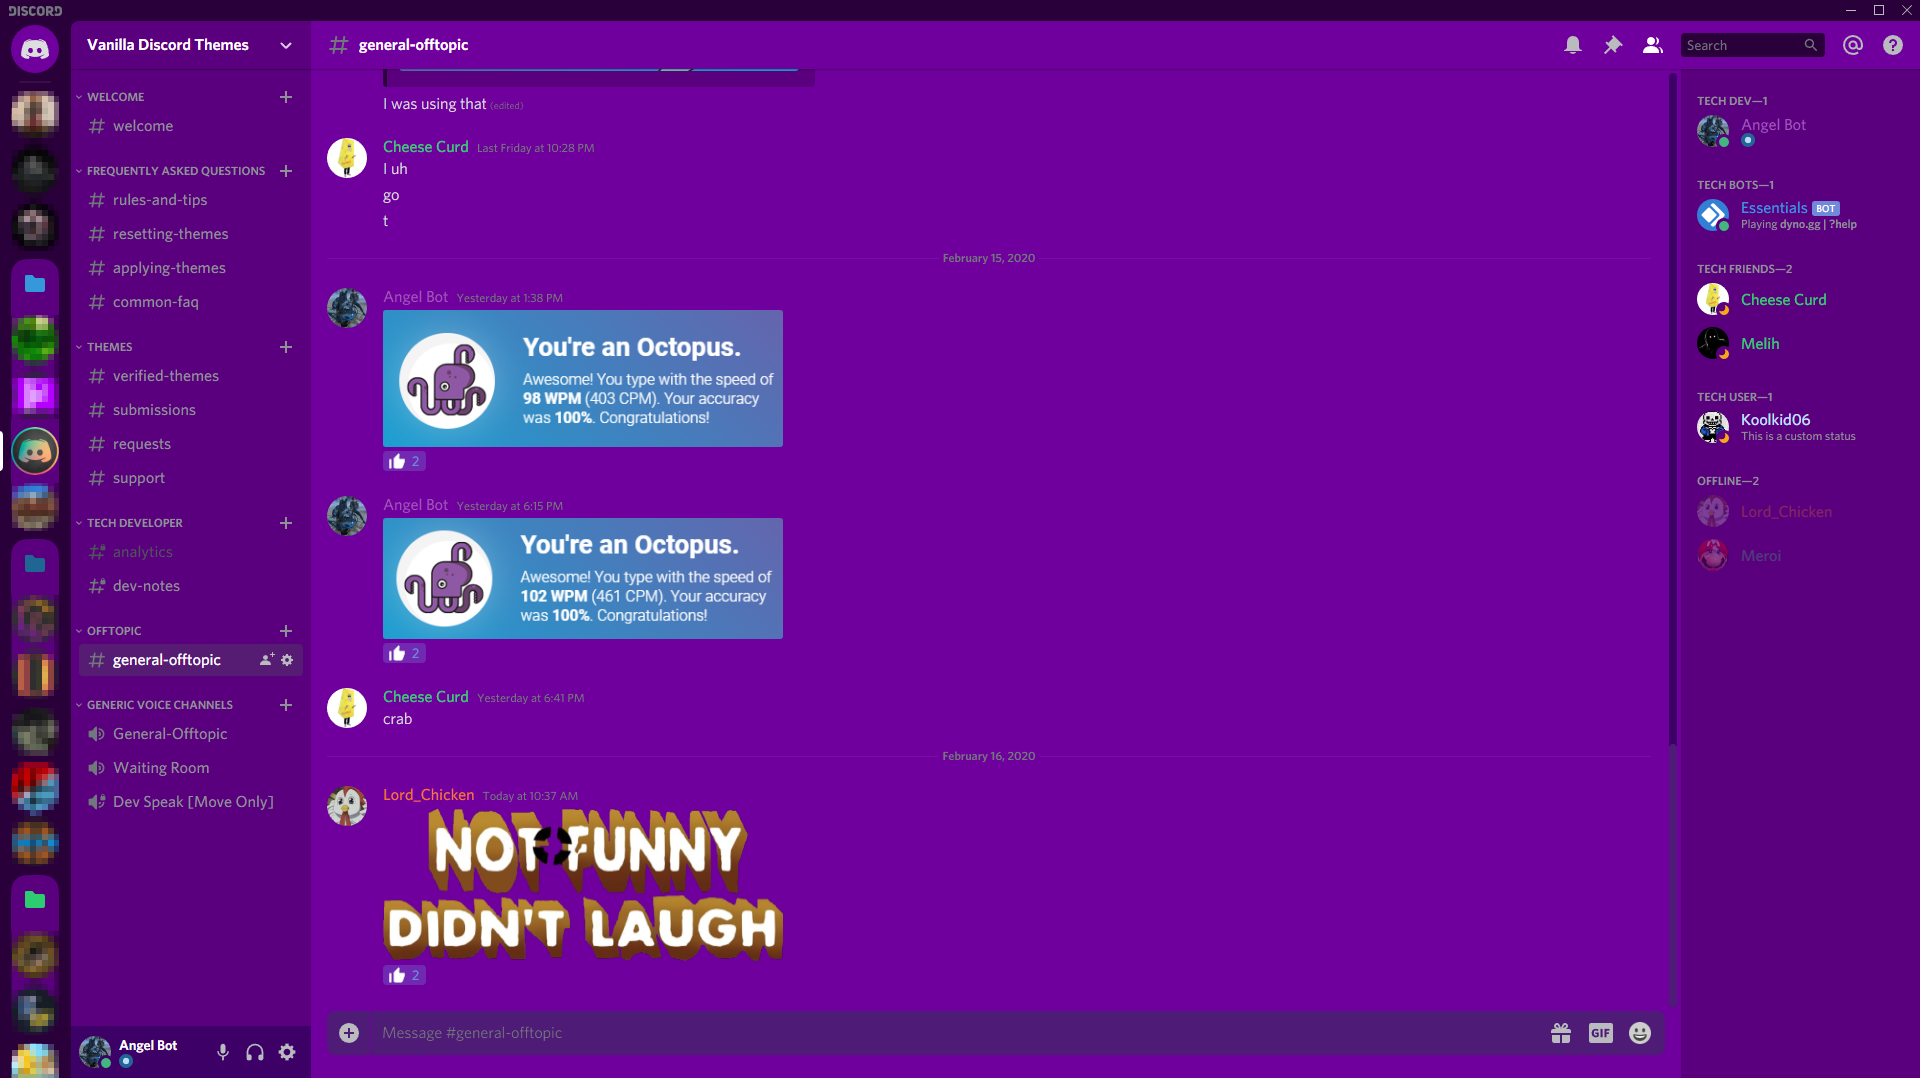 DISCORD
Vanilla Discord Themes
WELCOME
welcome
FREQUENTLY ASKED QUESTIONS
rules-and-tips
resetting-themes
applying-themes
common-faq
THEMES
verified-themes
submissions
requests
support
TECH DEVELOPER
analytics
dev-notes
OFFTOPIC
general-offtopic
GENERIC VOICE CHANNELS
General-Offtopic
Waiting Room
Dev Speak [Move Only]
Angel Bot
general-offtopic
Search
I was using that (edited)
Cheese Curd Last Friday at 10:28 PM
I uh
go
t
February 15, 2020
Angel Bot Yesterday at 1:38 PM
You're an Octopus.
Awesome! You type with the speed of
98 WPM (403 CPM). Your accuracy
was 100%. Congratulations!
2
Angel Bot Yesterday at 6:15 PM
You're an Octopus.
Awesome! You type with the speed of
102 WPM (461 CPM). Your accuracy
was 100%. Congratulations!
2
Cheese Curd Yesterday at 6:41 PM
crab
February 16, 2020
Lord_Chicken Today at 10:37 AM
NOT FUNNY
DIDN'T LAUGH
2
Message #general-offtopic
GIF
TECH DEV—1
Angel Bot
TECH BOTS—1
Essentials BOT
Playing dyno.gg | ?help
TECH FRIENDS—2
Cheese Curd
Melih
TECH USER—1
Koolkid06
This is a custom status
OFFLINE—2
Lord_Chicken
Meroi